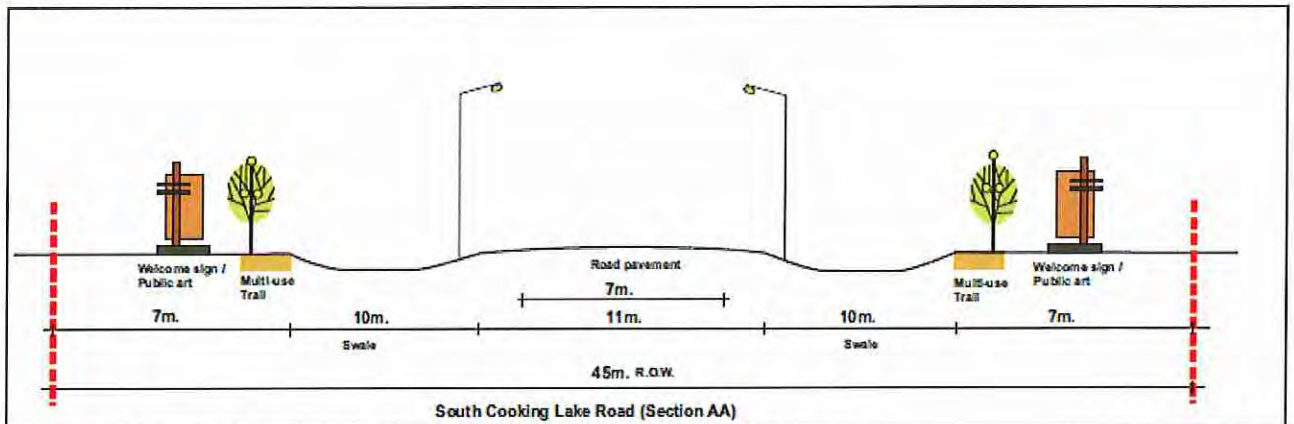 Welcome sign /
Public art
Multi-use
Trail
Road pavement
Multi-use
Trail
Welcome sign /
Public art
7m.
7m.
10m.
11m.
10m.
7m.
Swale
Swale
45m. R.O.W.
South Cooking Lake Road (Section AA)